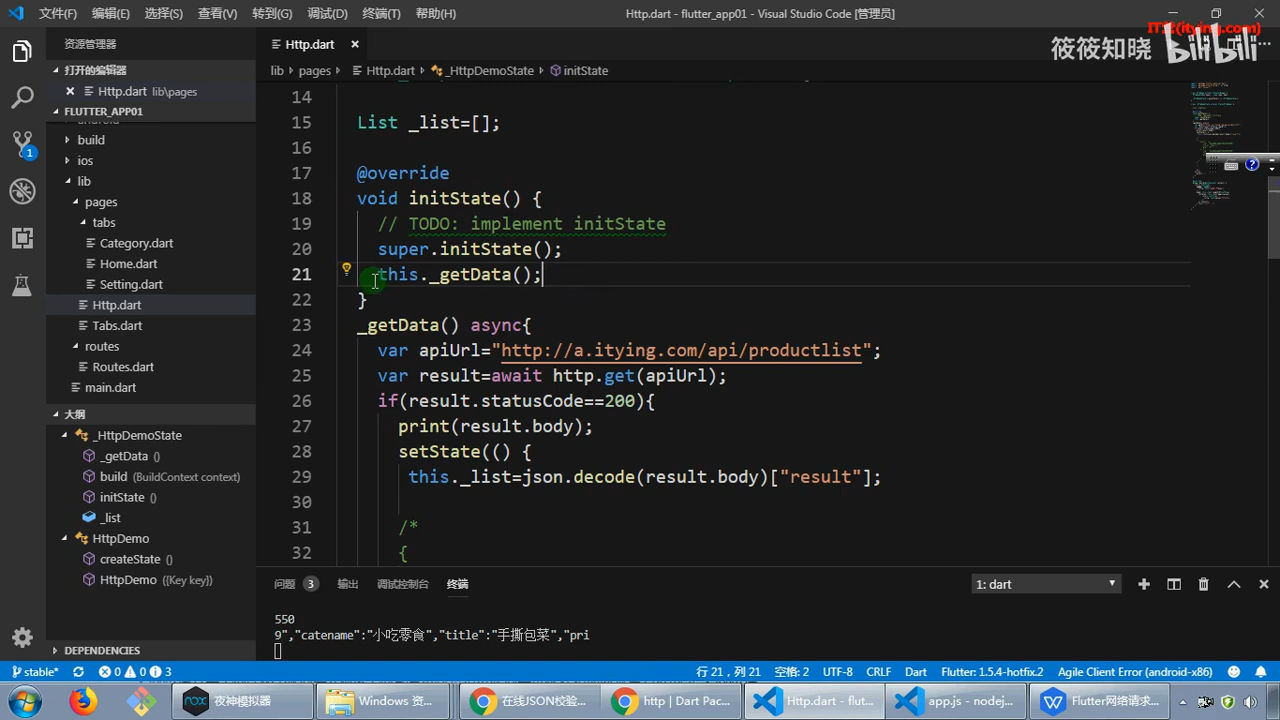 文件(F) 编辑(E) 选择(S) 查看(V) 转到(G) 调试(D) 终端(T) 帮助(H) Http.dart - flutter_app01 - Visual Studio Code [管理员]
(itying.com)
筱筱知晓 bilibili
资源管理器 Http.dart
打开的编辑器
lib pages Http.dart _HttpDemoState initState
Http.dart lib\pages
FLUTTER_APP01
build
ios
lib
pages
tabs
Category.dart
Home.dart
Setting.dart
Http.dart
Tabs.dart
routes
Routes.dart
main.dart
大纲
_HttpDemoState
_getData ()
build (BuildContext context)
initState ()
_list
HttpDemo
createState ()
HttpDemo ({Key key})
DEPENDENCIES
14
15 List _list=[];
16
17 @override
18 void initState() {
19 // TODO: implement initState
20 super.initState();
21 this._getData();
22 }
23 _getData() async{
24 var apiUrl="http://a.itying.com/api/productlist";
25 var result=await http.get(apiUrl);
26 if(result.statusCode==200){
27 print(result.body);
28 setState(() {
29 this._list=json.decode(result.body)["result"];
30
31 /*
32 {
问题 3 输出 调试控制台 终端 1: dart
550
9","catename":"小吃零食","title":"手撕包菜","pri
1
stable* 0 0 3 行 21，列 21 空格: 2 UTF-8 CRLF Dart Flutter: 1.5.4-hotfix.2 Agile Client Error (android-x86)
夜神模拟器 Windows 资... 在线JSON校验... http | Dart Pac... Http.dart - flut... app.js - nodej... Flutter网络请求...